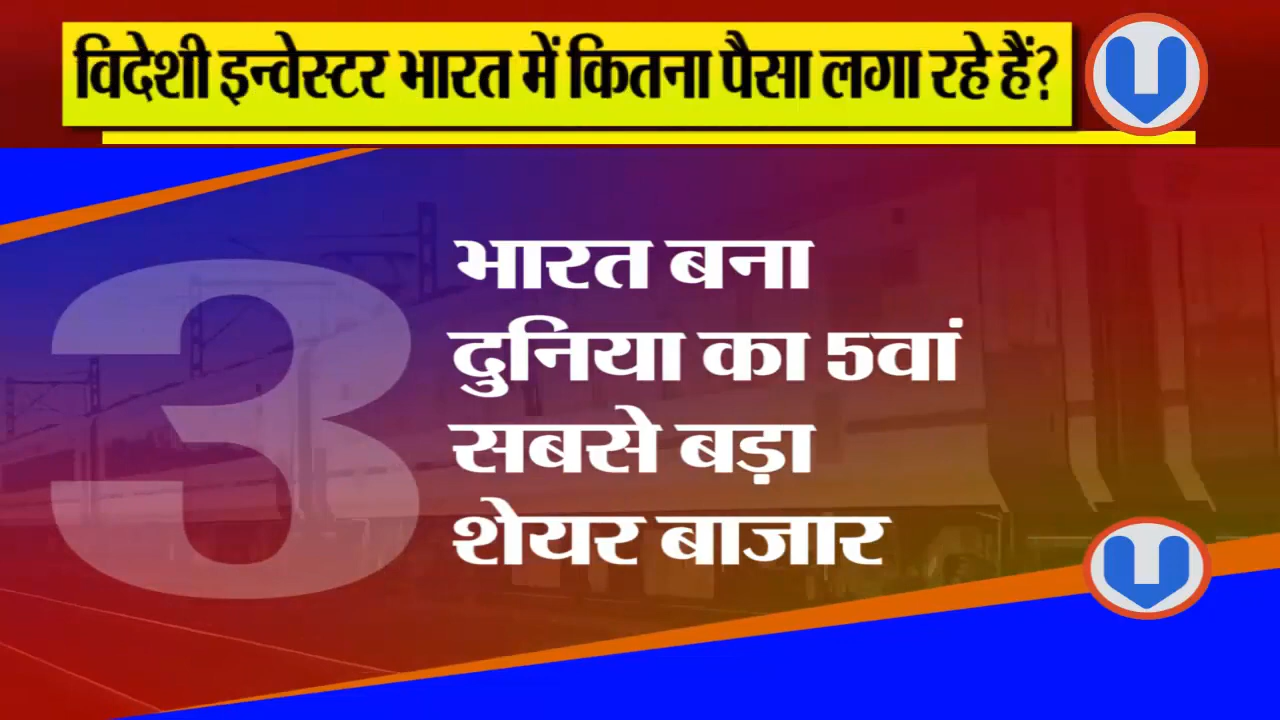 विदेशी इन्वेस्टर भारत में कितना पैसा लगा रहे हैं?
3
भारत बना
दुनिया का 5वां
सबसे बड़ा
शेयर बाजार